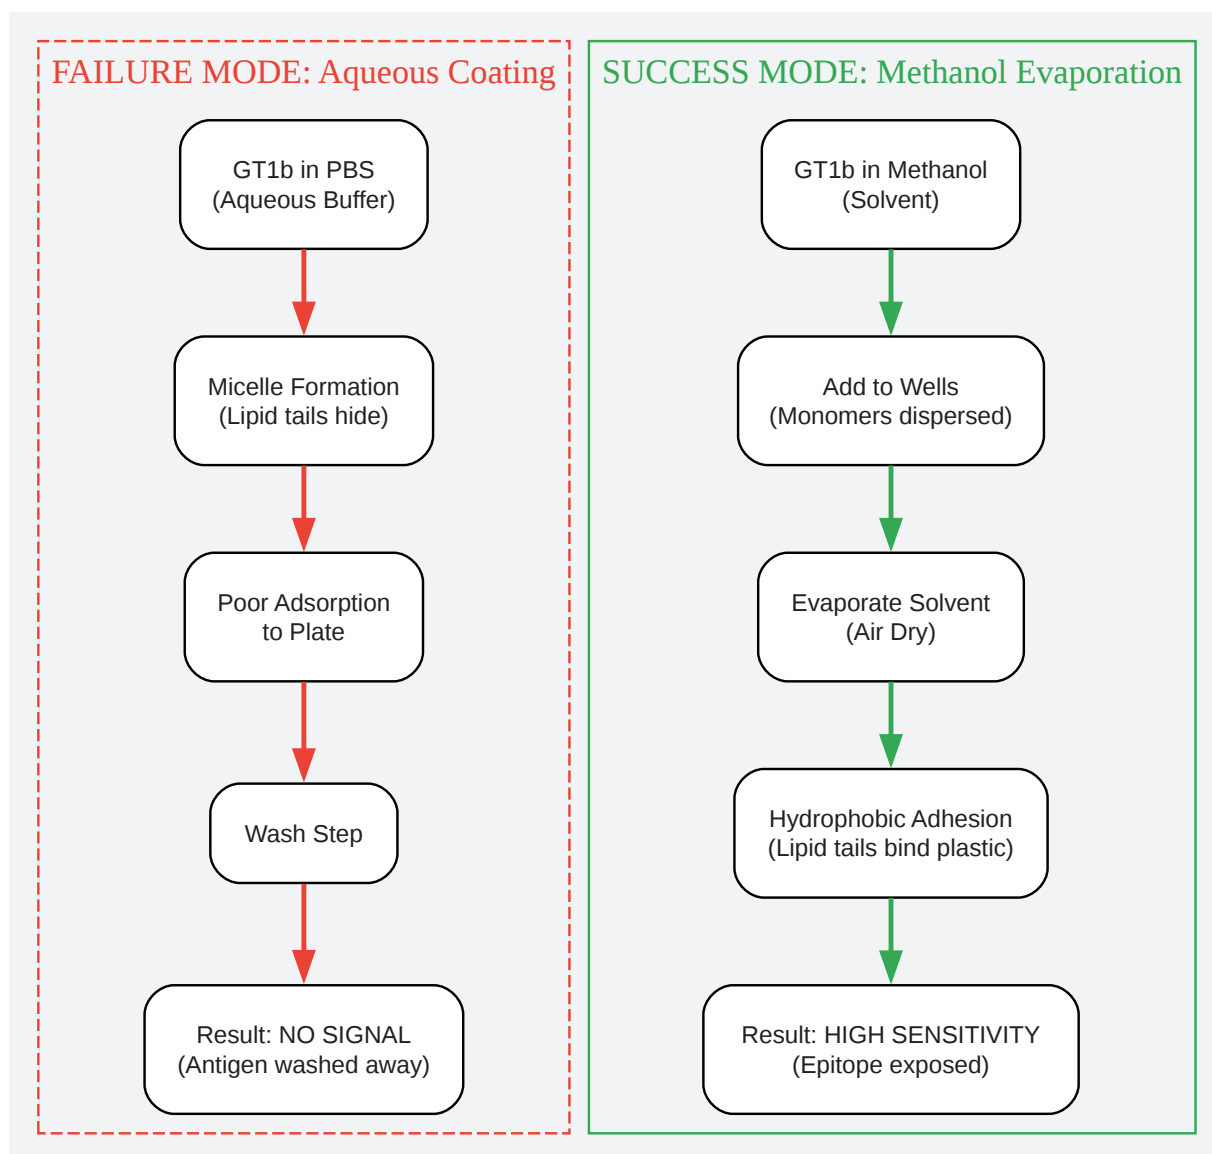 FAILURE MODE: Aqueous Coating
GT1b in PBS
(Aqueous Buffer)
Micelle Formation
(Lipid tails hide)
Poor Adsorption
to Plate
Wash Step
Result: NO SIGNAL
(Antigen washed away)
SUCCESS MODE: Methanol Evaporation
GT1b in Methanol
(Solvent)
Add to Wells
(Monomers dispersed)
Evaporate Solvent
(Air Dry)
Hydrophobic Adhesion
(Lipid tails bind plastic)
Result: HIGH SENSITIVITY
(Epitope exposed)